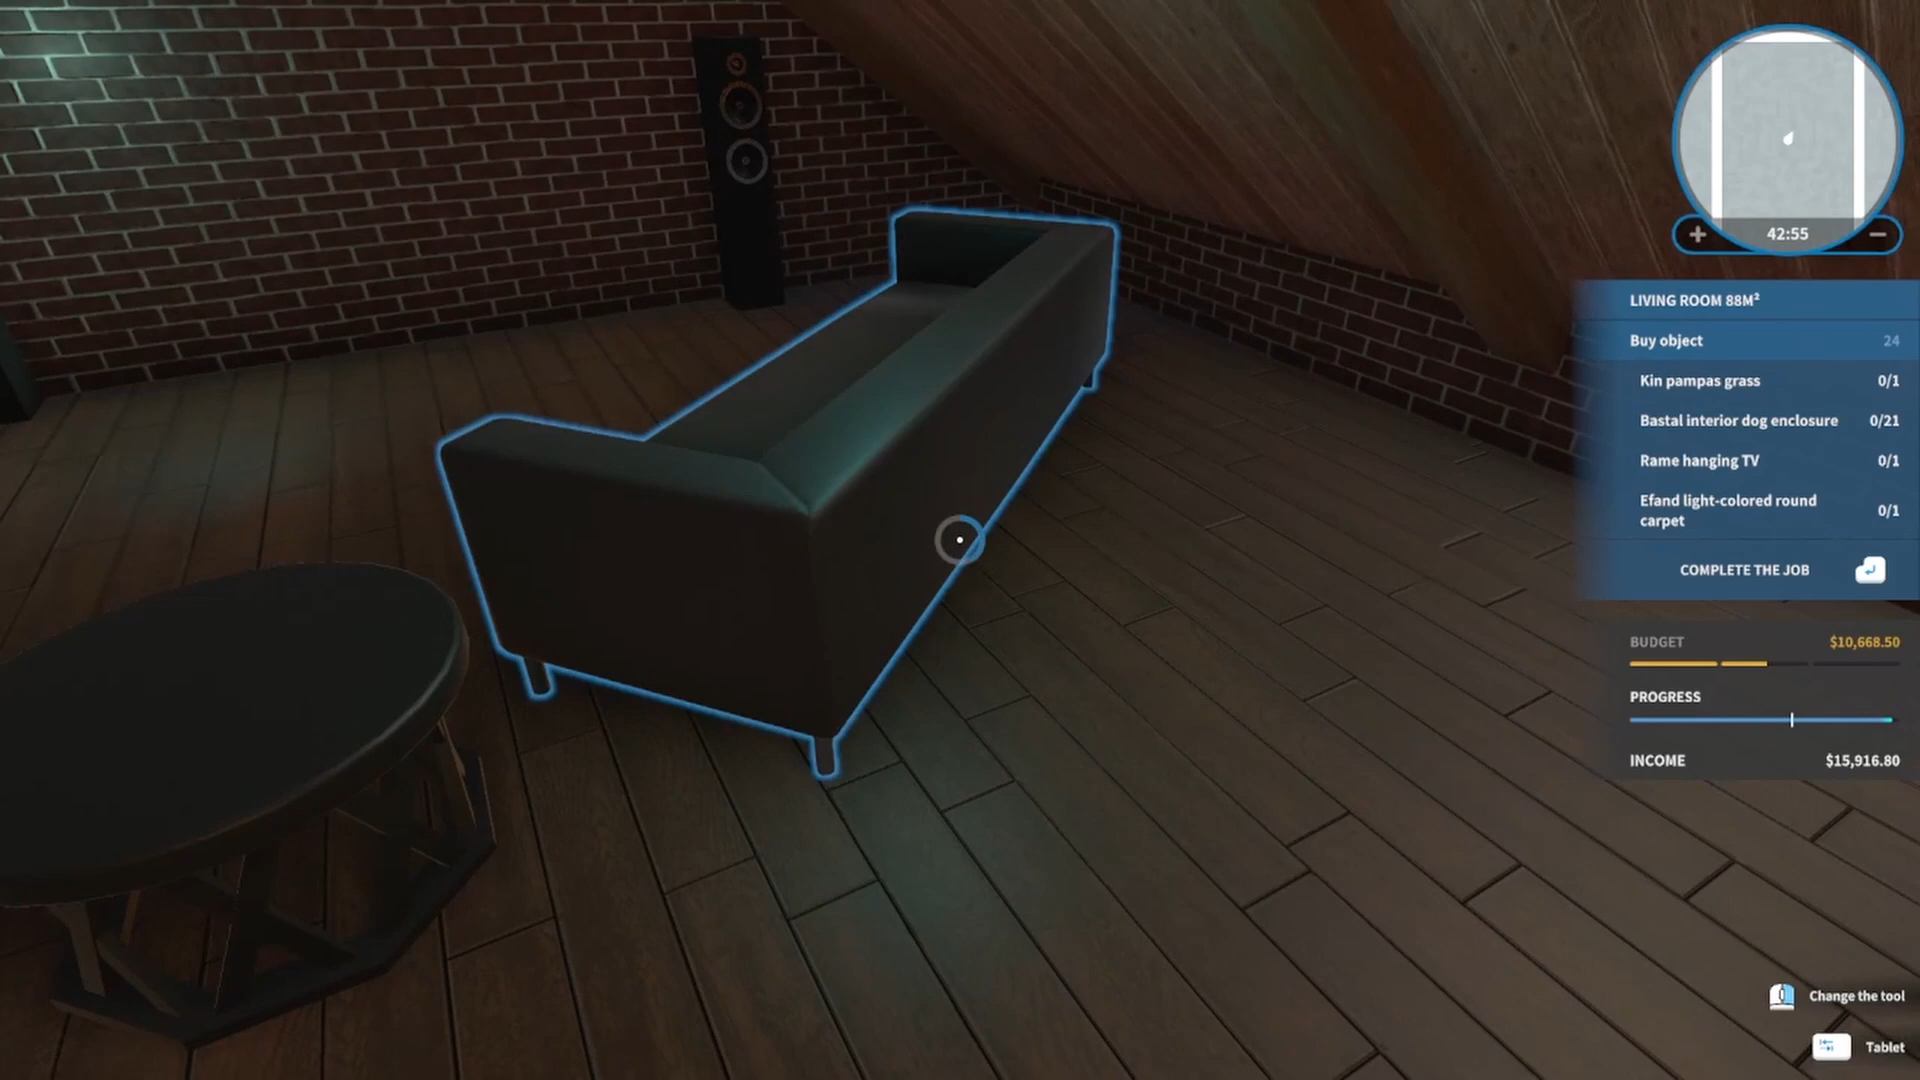 42:55
LIVING ROOM 88M²
Buy object 24
Kin pampas grass 0/1
Bastal interior dog enclosure 0/21
Rame hanging TV 0/1
Efand light-colored round
carpet 0/1
COMPLETE THE JOB
BUDGET $10,668.50
PROGRESS
INCOME $15,916.80
Change the tool
Tablet